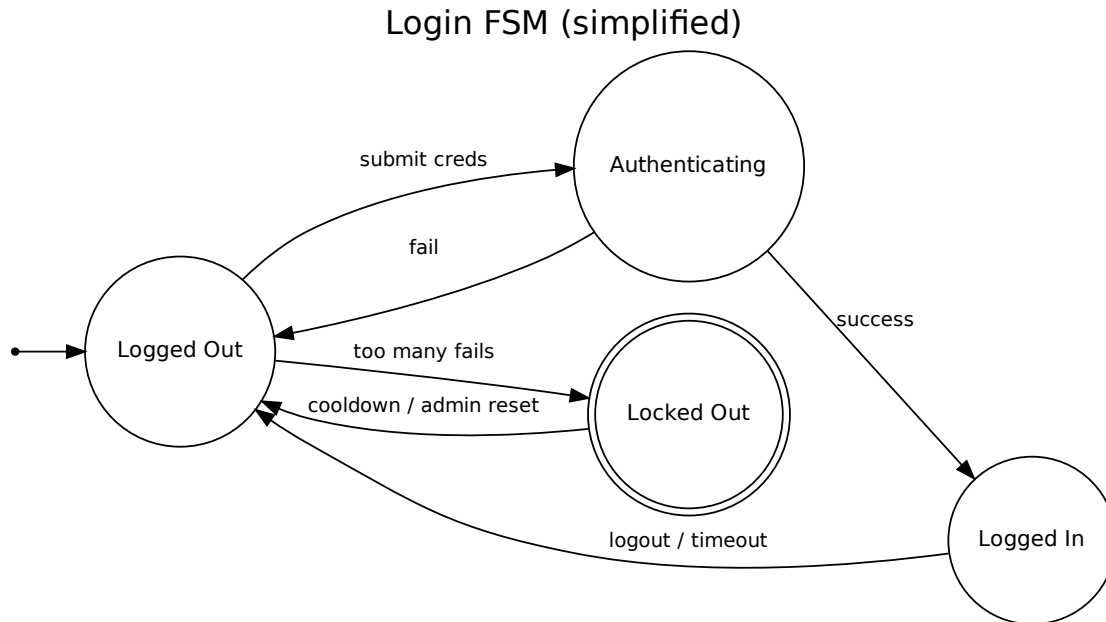 Login FSM (simplified)
Authenticating
submit creds
fail
success
Logged Out
too many fails
cooldown / admin reset
Locked Out
logout / timeout
Logged In